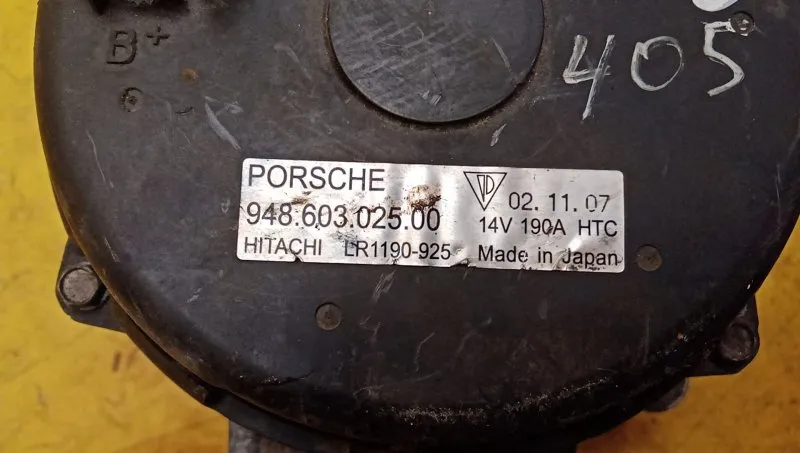 B+
405
PORSCHE
02. 11. 07
948.603.025.00
14V 190A HTC
HITACHI LR1190-925
Made in Japan